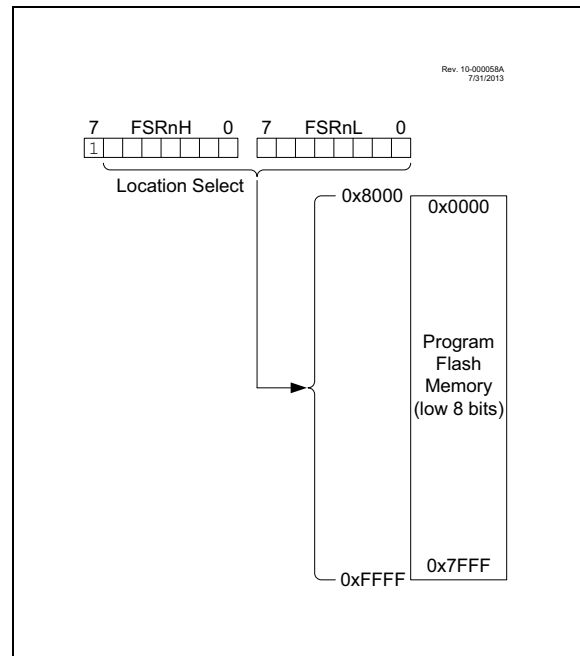 Rev. 10-000058A
7/31/2013
7 FSRnH 0 7 FSRnL 0
1
Location Select
0x8000 0x0000
Program
Flash
Memory
(low 8 bits)
0x7FFF
0xFFFF